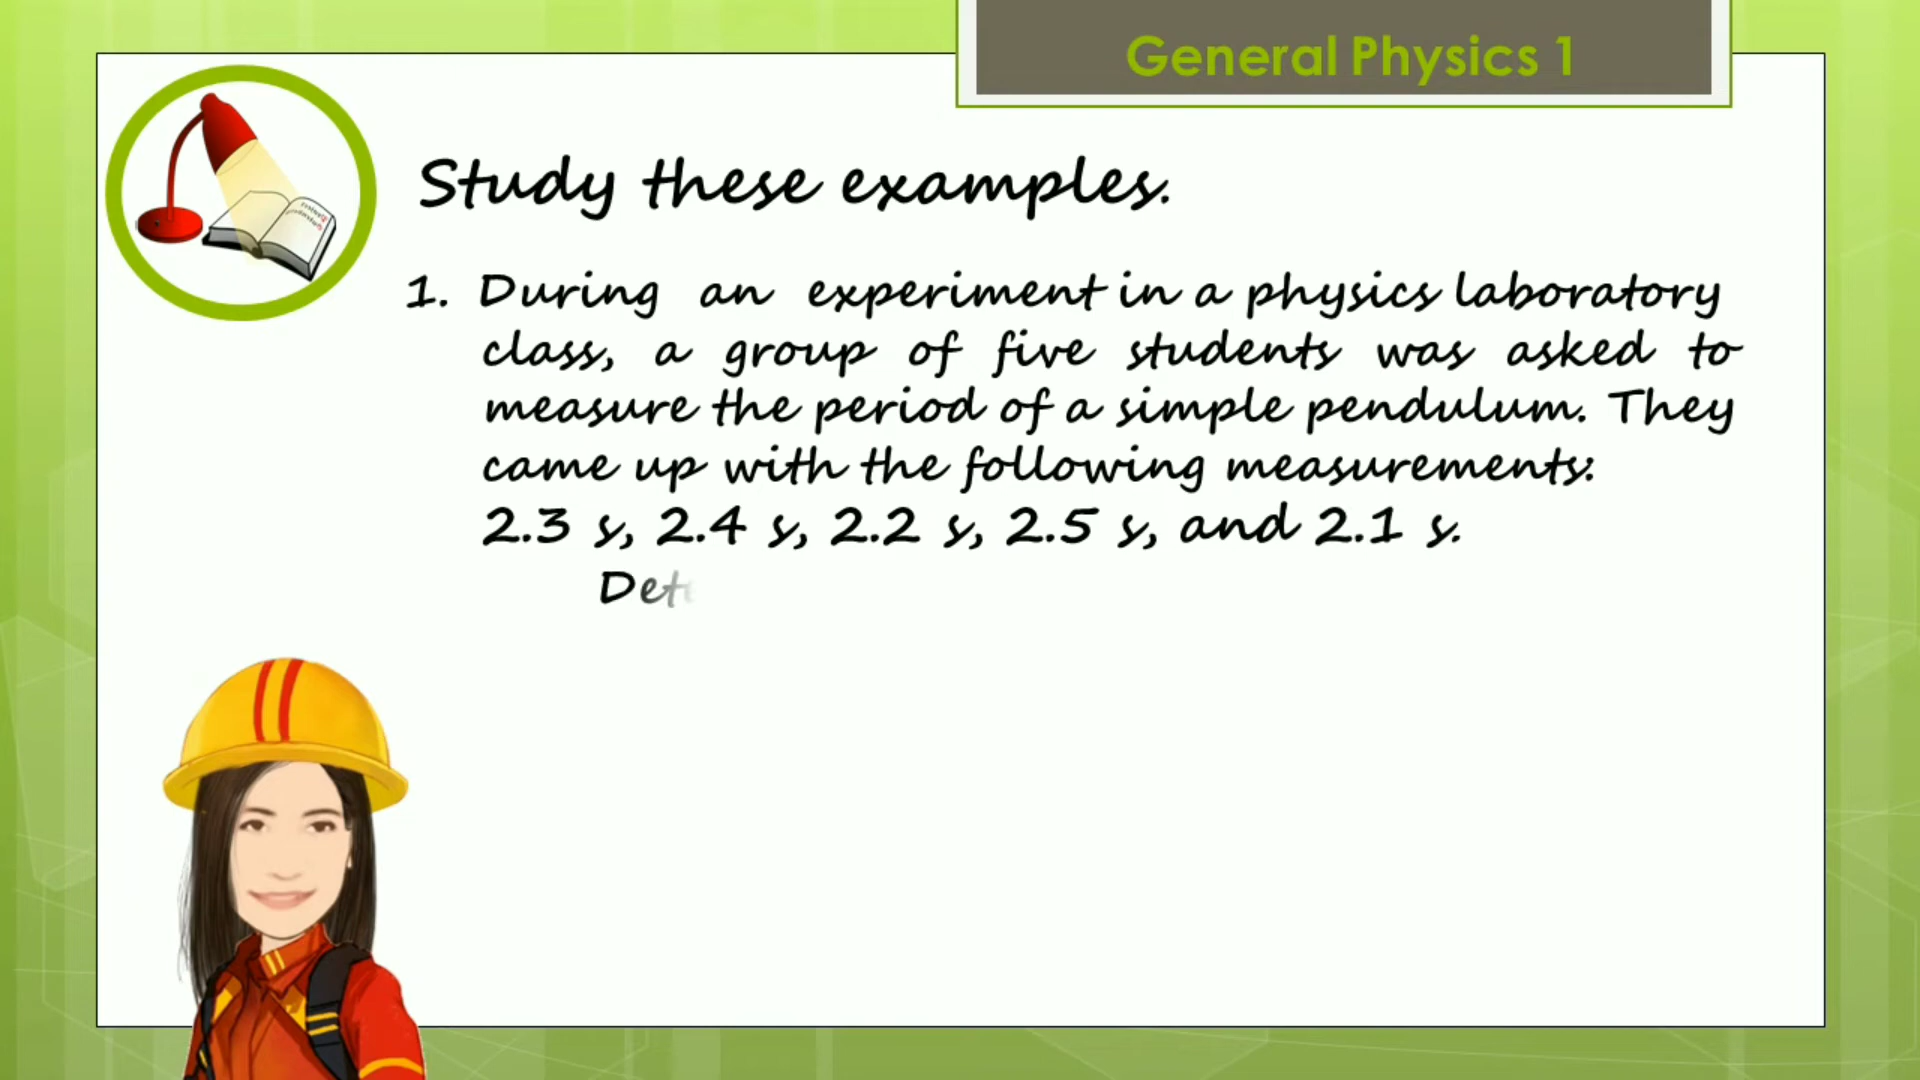 General Physics 1
Study these examples.
1. During an experiment in a physics laboratory
class, a group of five students was asked to
measure the period of a simple pendulum. They
came up with the following measurements:
2.3 s, 2.4 s, 2.2 s, 2.5 s, and 2.1 s.
Det